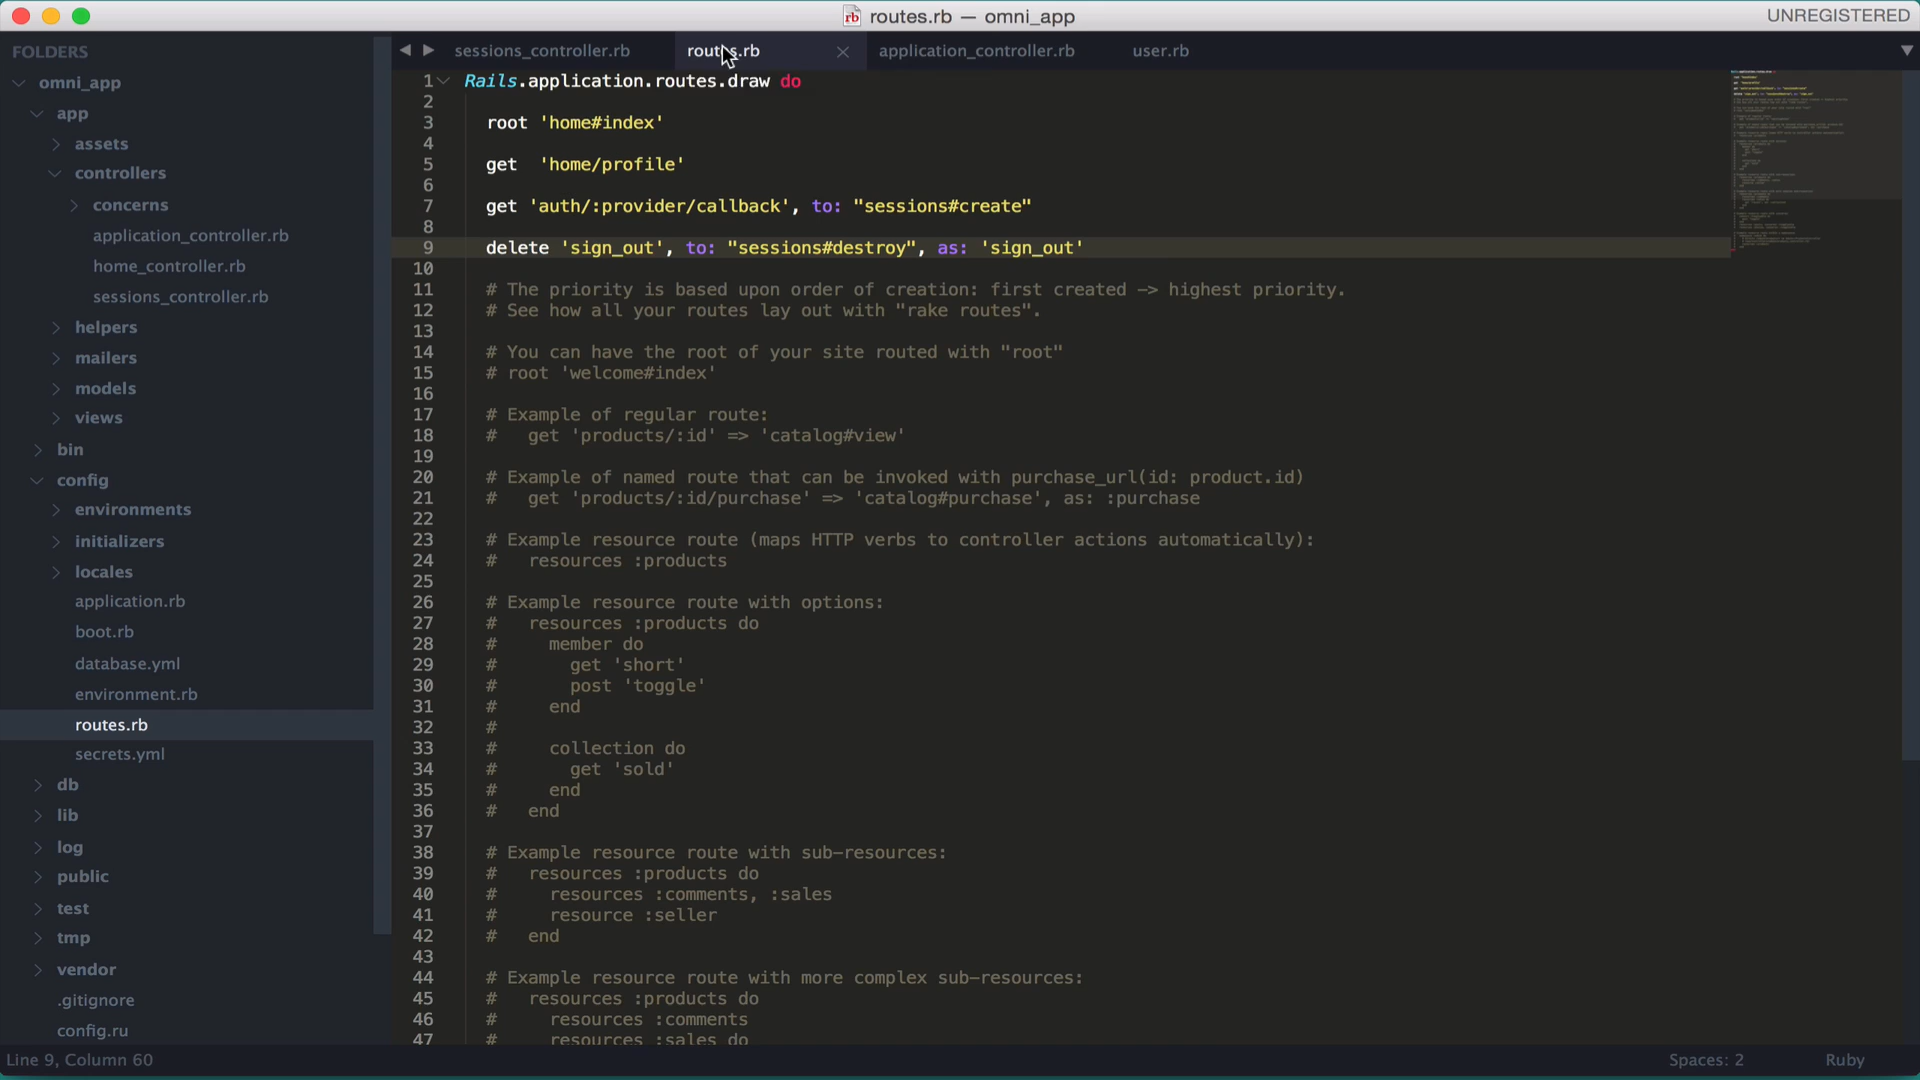 routes.rb — omni_app
UNREGISTERED
FOLDERS
omni_app
app
assets
controllers
concerns
application_controller.rb
home_controller.rb
sessions_controller.rb
helpers
mailers
models
views
bin
config
environments
initializers
locales
application.rb
boot.rb
database.yml
environment.rb
routes.rb
secrets.yml
db
lib
log
public
test
tmp
vendor
.gitignore
config.ru
sessions_controller.rb
routes.rb
application_controller.rb
user.rb
1 Rails.application.routes.draw do
2
3 root 'home#index'
4
5 get  'home/profile'
6
7 get 'auth/:provider/callback', to: "sessions#create"
8
9 delete 'sign_out', to: "sessions#destroy", as: 'sign_out'
10
11 # The priority is based upon order of creation: first created -> highest priority.
12 # See how all your routes lay out with "rake routes".
13
14 # You can have the root of your site routed with "root"
15 # root 'welcome#index'
16
17 # Example of regular route:
18 #   get 'products/:id' => 'catalog#view'
19
20 # Example of named route that can be invoked with purchase_url(id: product.id)
21 #   get 'products/:id/purchase' => 'catalog#purchase', as: :purchase
22
23 # Example resource route (maps HTTP verbs to controller actions automatically):
24 #   resources :products
25
26 # Example resource route with options:
27 #   resources :products do
28 #     member do
29 #       get 'short'
30 #       post 'toggle'
31 #     end
32 #
33 #     collection do
34 #       get 'sold'
35 #     end
36 #   end
37
38 # Example resource route with sub-resources:
39 #   resources :products do
40 #     resources :comments, :sales
41 #     resource :seller
42 #   end
43
44 # Example resource route with more complex sub-resources:
45 #   resources :products do
46 #     resources :comments
47 #     resources :sales do
Line 9, Column 60
Spaces: 2
Ruby